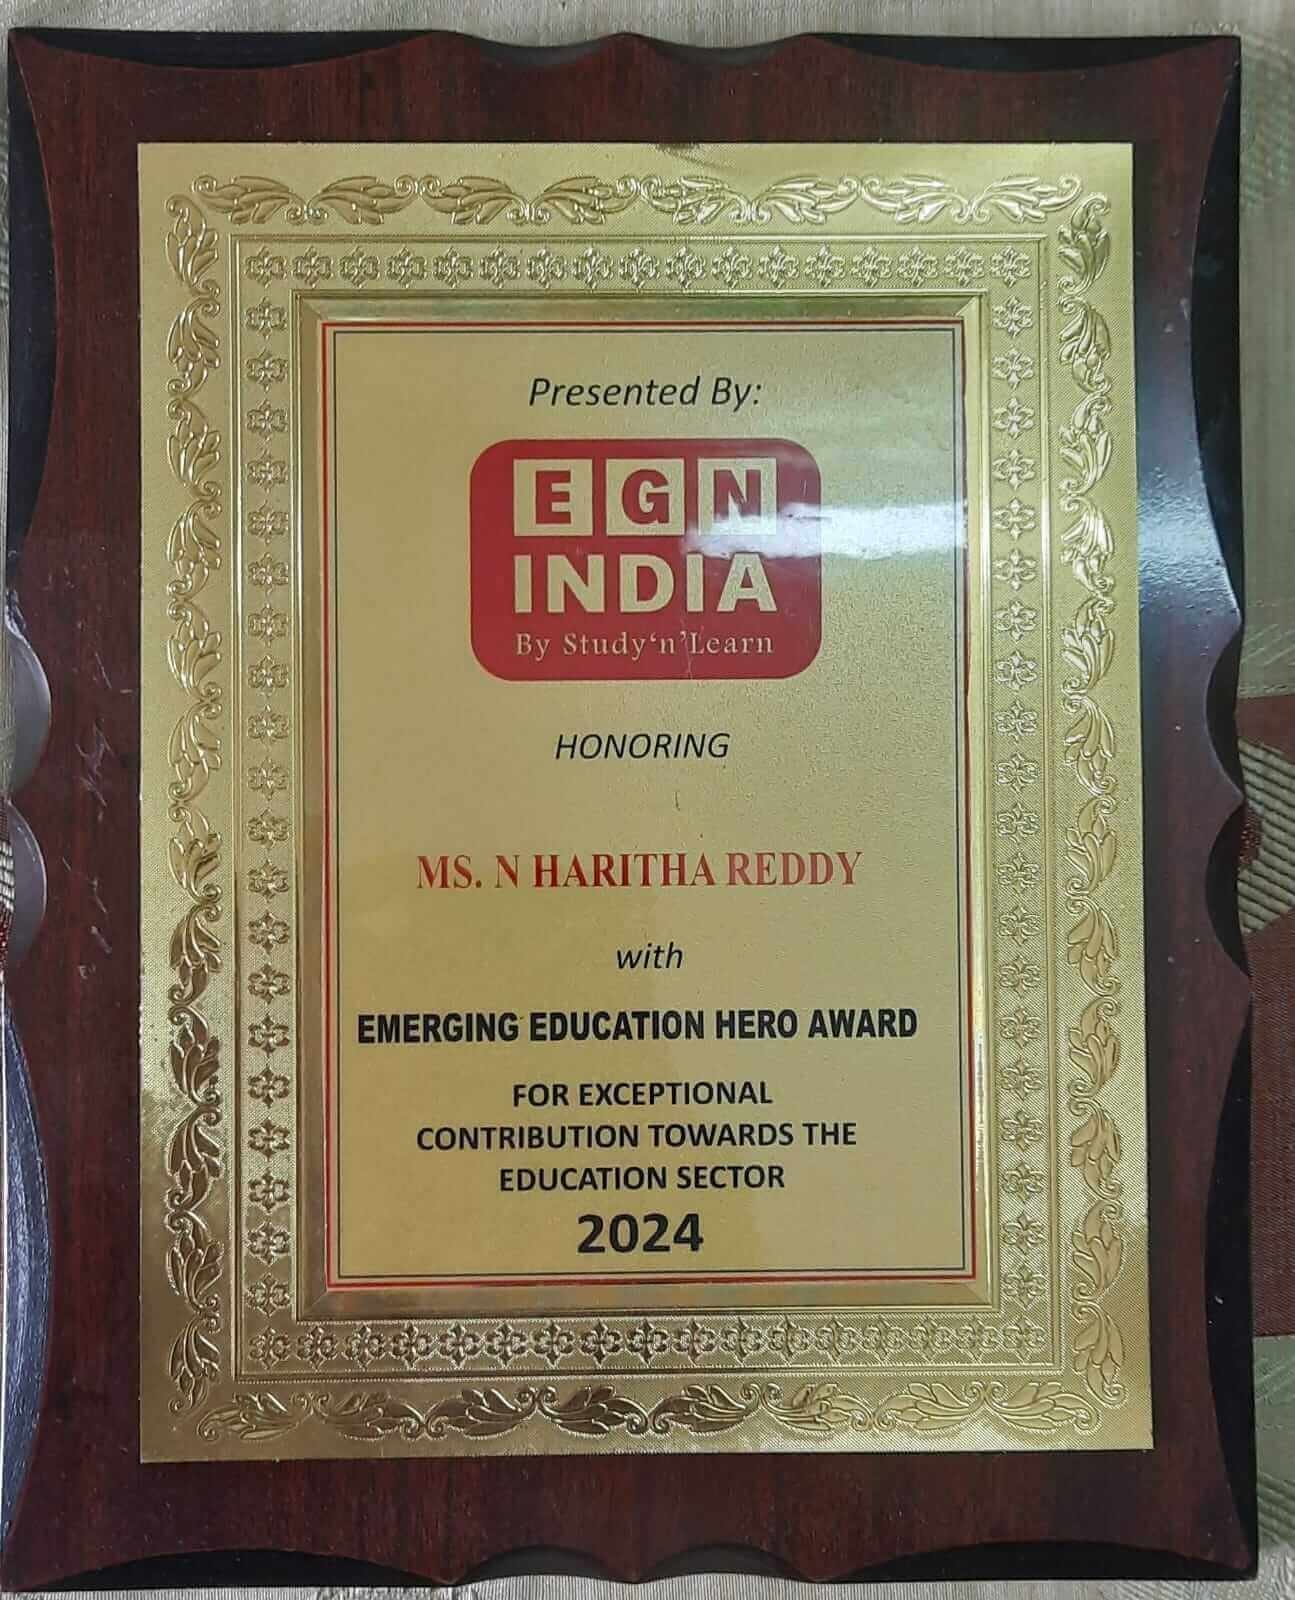 Presented By:
EGN
INDIA
By Study‘n’Learn
HONORING
MS. N HARITHA REDDY
with
EMERGING EDUCATION HERO AWARD
FOR EXCEPTIONAL
CONTRIBUTION TOWARDS THE
EDUCATION SECTOR
2024